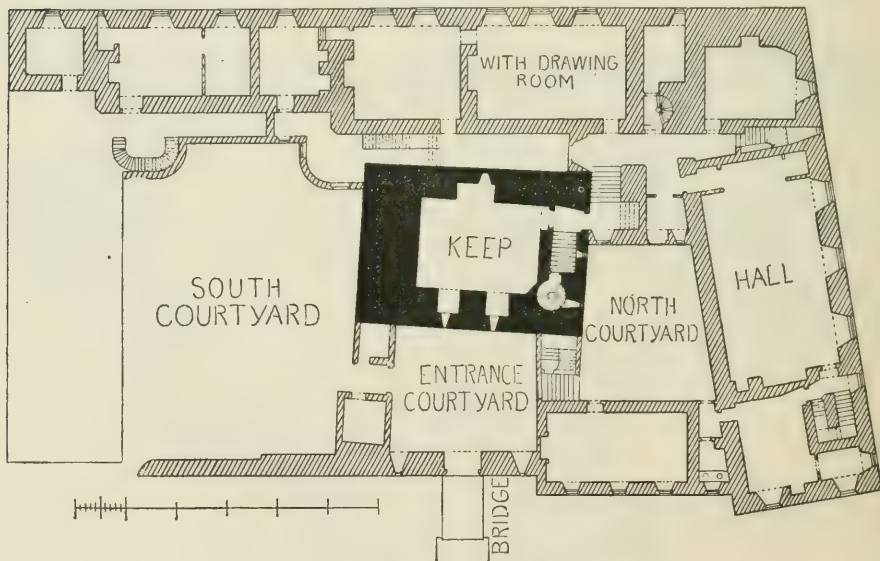 WITH DRAWING
ROOM
KEEP
HALL
SOUTH
COURTYARD
NORTH
COURTYARD
ENTRANCE
COURTYARD
BRIDGE